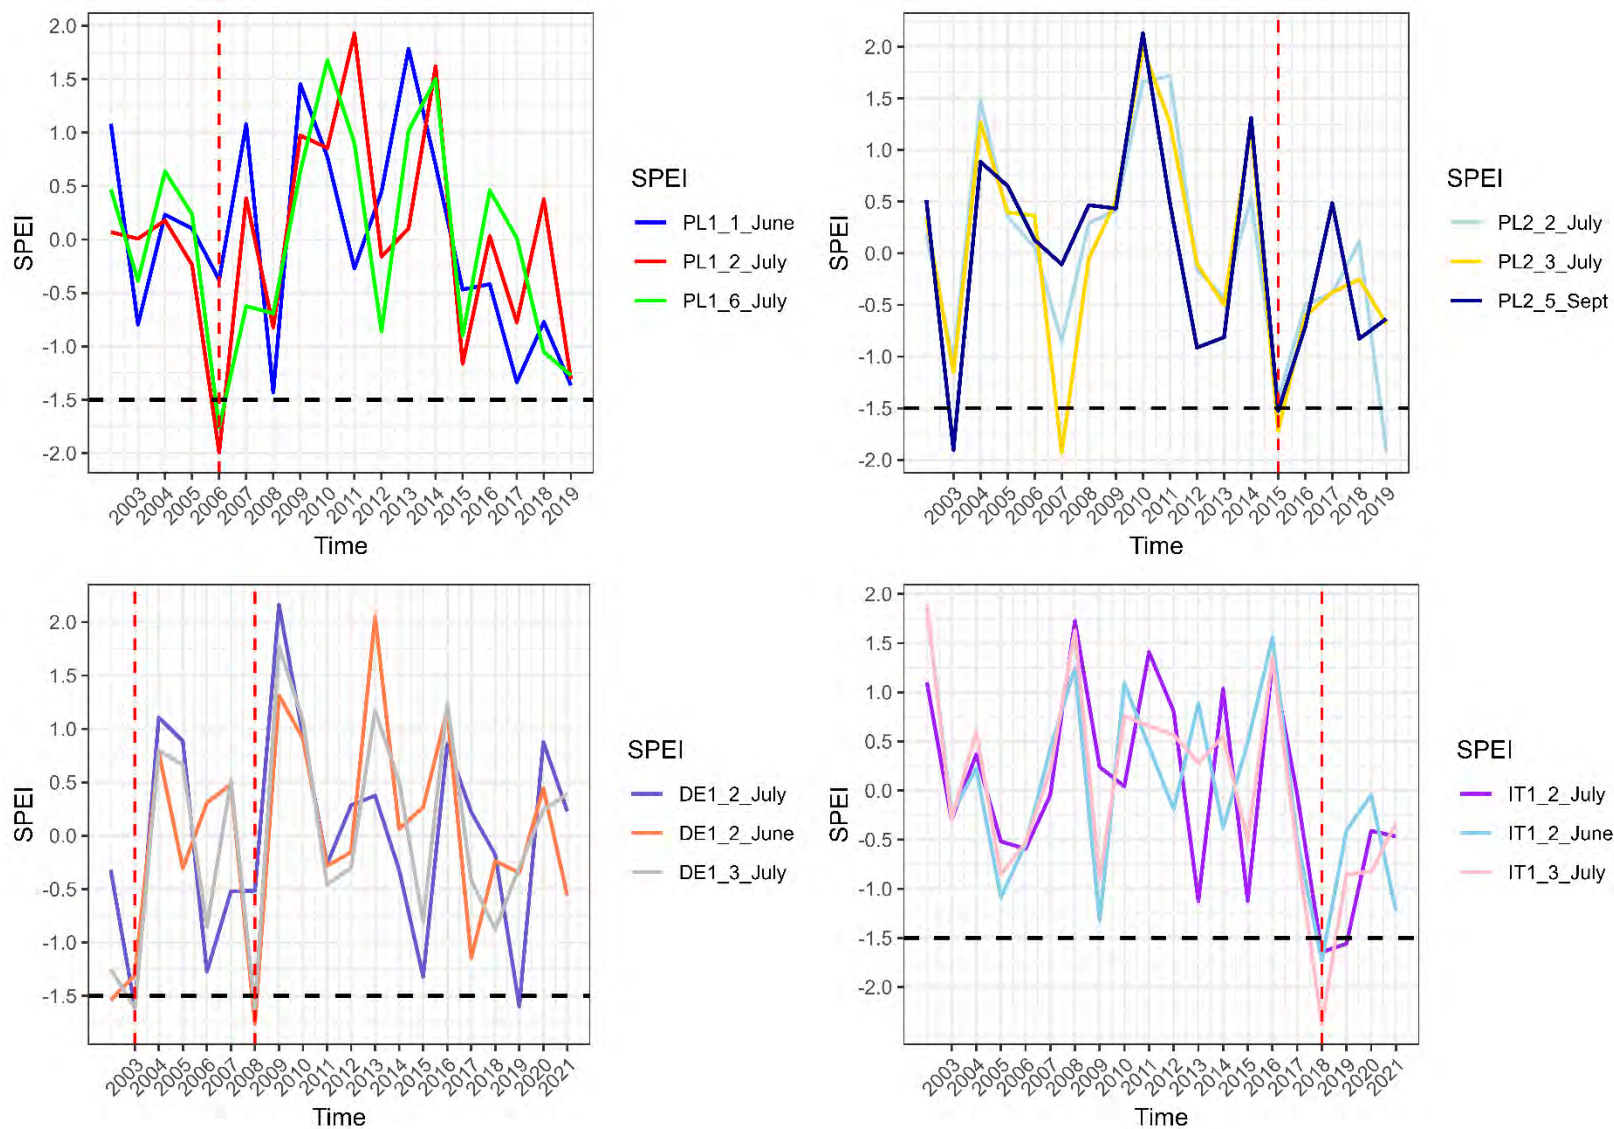 2.0
1.5
1.0
0.5
0.0
-0.5
-1.0
-1.5
-2.0
SPEI
2003 2004 2005 2006 2007 2008 2009 2010 2011 2012 2013 2014 2015 2016 2017 2018 2019
Time
SPEI
PL1_1_June
PL1_2_July
PL1_6_July
2.0
1.5
1.0
0.5
0.0
-0.5
-1.0
-1.5
-2.0
SPEI
2003 2004 2005 2006 2007 2008 2009 2010 2011 2012 2013 2014 2015 2016 2017 2018 2019
Time
SPEI
PL2_2_July
PL2_3_July
PL2_5_Sept
2.0
1.5
1.0
0.5
0.0
-0.5
-1.0
-1.5
SPEI
2003 2004 2005 2006 2007 2008 2009 2010 2011 2012 2013 2014 2015 2016 2017 2018 2019 2020 2021
Time
SPEI
DE1_2_July
DE1_2_June
DE1_3_July
2.0
1.5
1.0
0.5
0.0
-0.5
-1.0
-1.5
-2.0
SPEI
2003 2004 2005 2006 2007 2008 2009 2010 2011 2012 2013 2014 2015 2016 2017 2018 2019 2020 2021
Time
SPEI
IT1_2_July
IT1_2_June
IT1_3_July